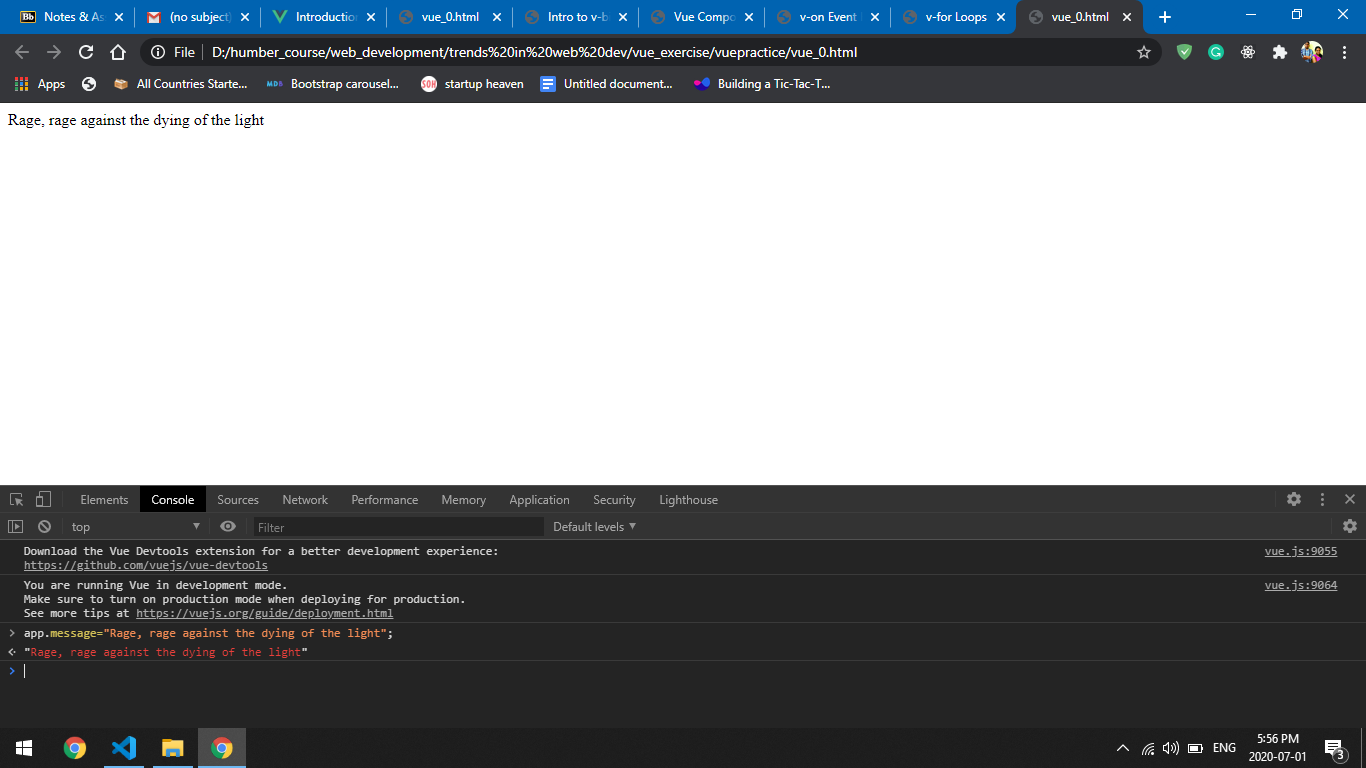 Bb Notes & As
(no subject)
Introduction
vue_0.html
Intro to v-b
Vue Compo
v-on Event
v-for Loops
vue_0.html
File
D:/humber_course/web_development/trends%20in%20web%20dev/vue_exercise/vuepractice/vue_0.html
Apps
All Countries Starte...
MDB Bootstrap carousel...
SOH startup heaven
Untitled document...
Building a Tic-Tac-T...
Rage, rage against the dying of the light
Elements Console Sources Network Performance Memory Application Security Lighthouse
top
Filter
Default levels
Download the Vue Devtools extension for a better development experience: vue.js:9055
https://github.com/vuejs/vue-devtools
You are running Vue in development mode. vue.js:9064
Make sure to turn on production mode when deploying for production.
See more tips at https://vuejs.org/guide/deployment.html
> app.message="Rage, rage against the dying of the light";
"Rage, rage against the dying of the light"
>
ENG
5:56 PM
2020-07-01
3